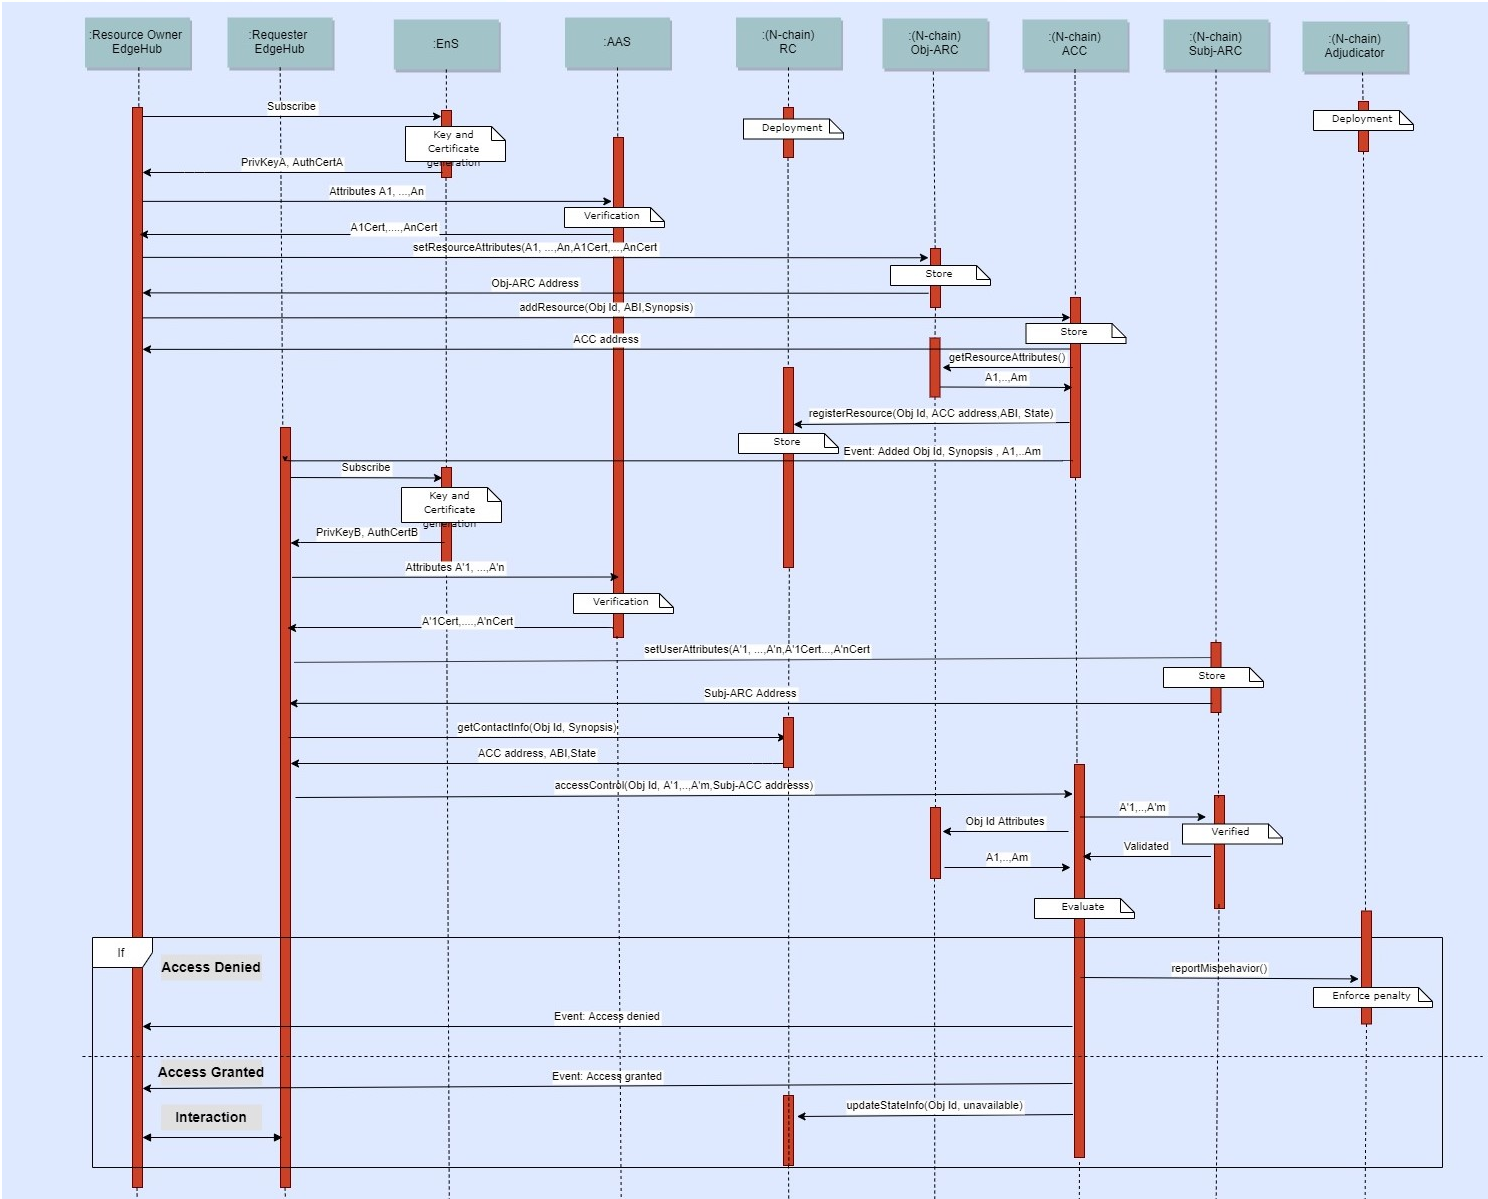 :Resource Owner
EdgeHub
:Requester
EdgeHub
:EnS
:AAS
:(N-chain)
RC
:(N-chain)
Obj-ARC
:(N-chain)
ACC
:(N-chain)
Subj-ARC
:(N-chain)
Adjudicator
Subscribe
Deployment
Deployment
Key and
Certificate
generation
PrivKeyA, AuthCertA
Attributes A1, ...,An
Verification
A1Cert,....,AnCert
setResourceAttributes(A1, ...,An,A1Cert,...,AnCert
Store
Obj-ARC Address
addResource(Obj Id, ABI,Synopsis)
Store
ACC address
getResourceAttributes()
A1,..,Am
registerResource(Obj Id, ACC address,ABI, State)
Store
Event: Added Obj Id, Synopsis , A1,..Am
Subscribe
Key and
Certificate
generation
PrivKeyB, AuthCertB
Attributes A'1, ...,A'n
Verification
A'1Cert,....,A'nCert
setUserAttributes(A'1, ...,A'n,A'1Cert...,A'nCert
Store
Subj-ARC Address
getContactInfo(Obj Id, Synopsis)
ACC address, ABI,State
accessControl(Obj Id, A'1,..,A'm,Subj-ACC addresss)
A'1,..,A'm
Obj Id Attributes
Verified
Validated
A1,..,Am
Evaluate
If
Access Denied
reportMisbehavior()
Enforce penalty
Event: Access denied
Access Granted
Event: Access granted
updateStateInfo(Obj Id, unavailable)
Interaction